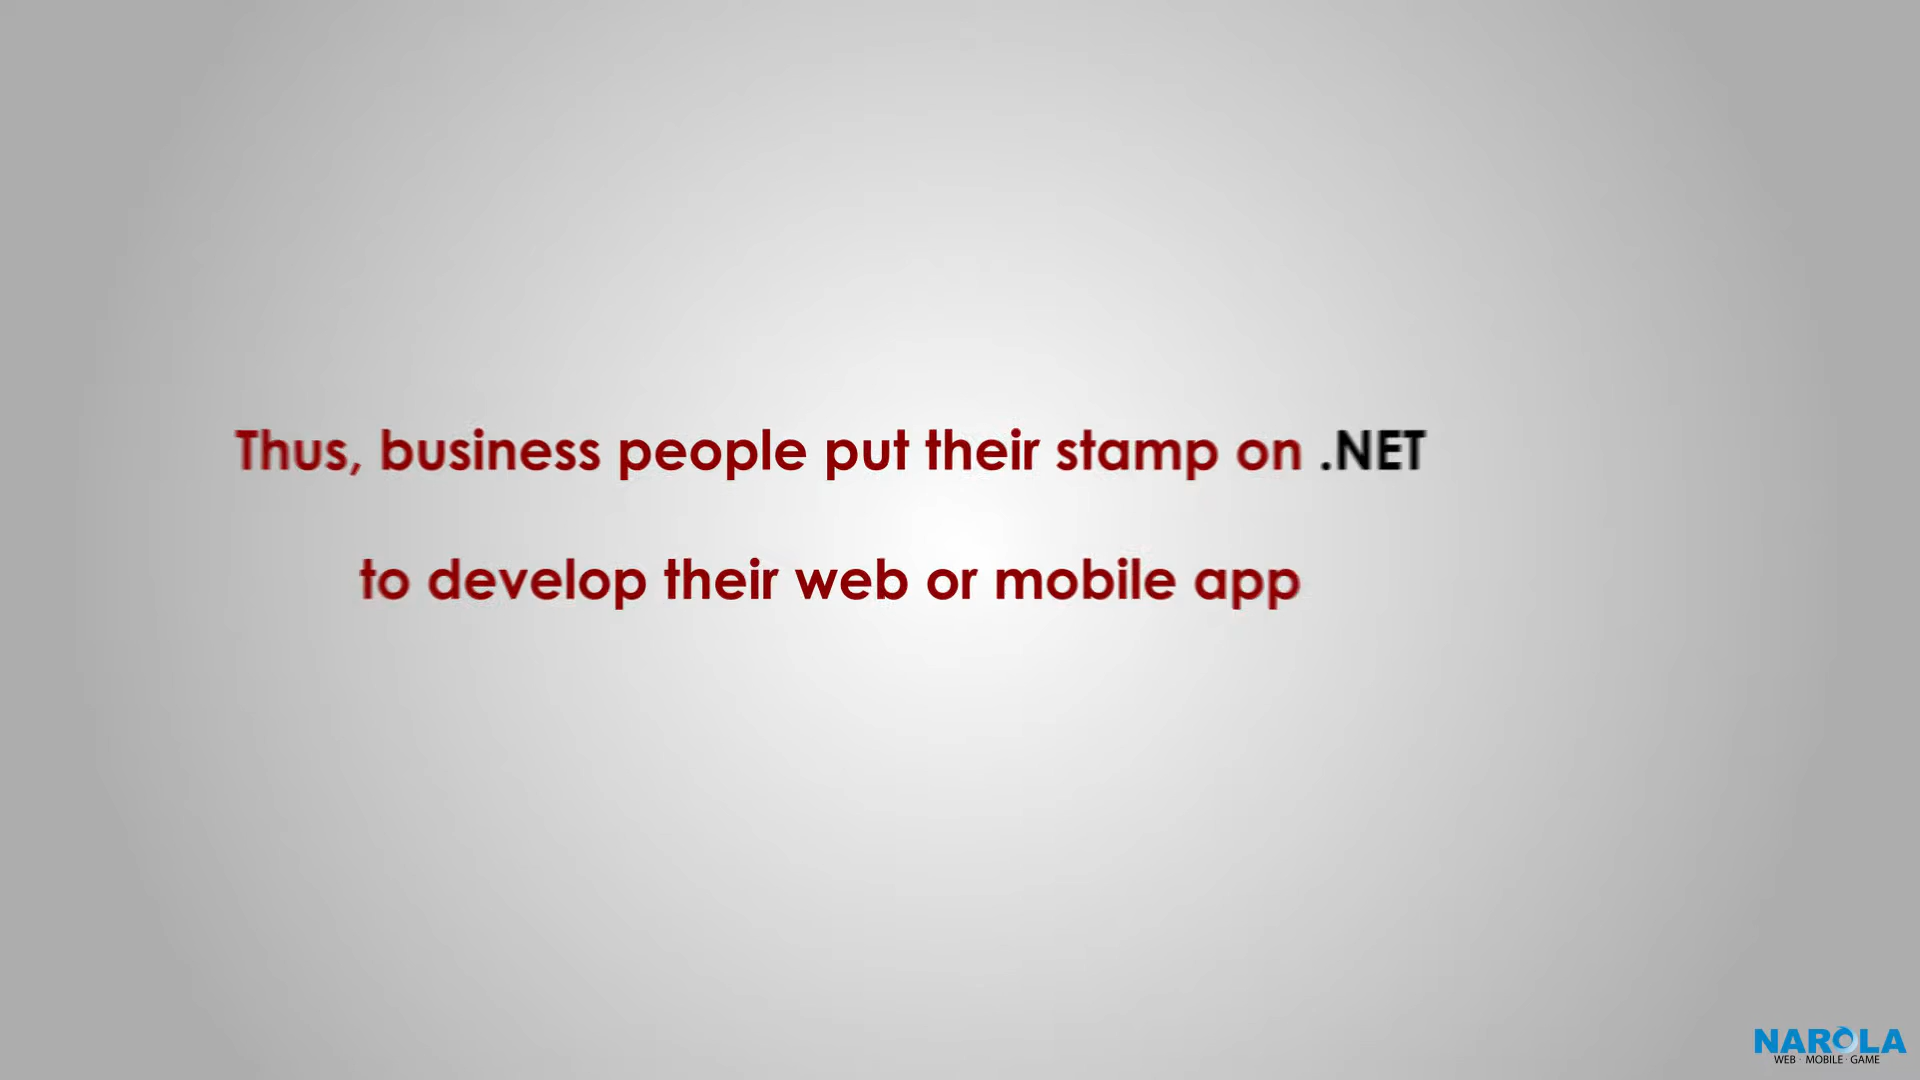 Thus, business people put their stamp on .NET
to develop their web or mobile app
NAROLA
WEB · MOBILE · GAME